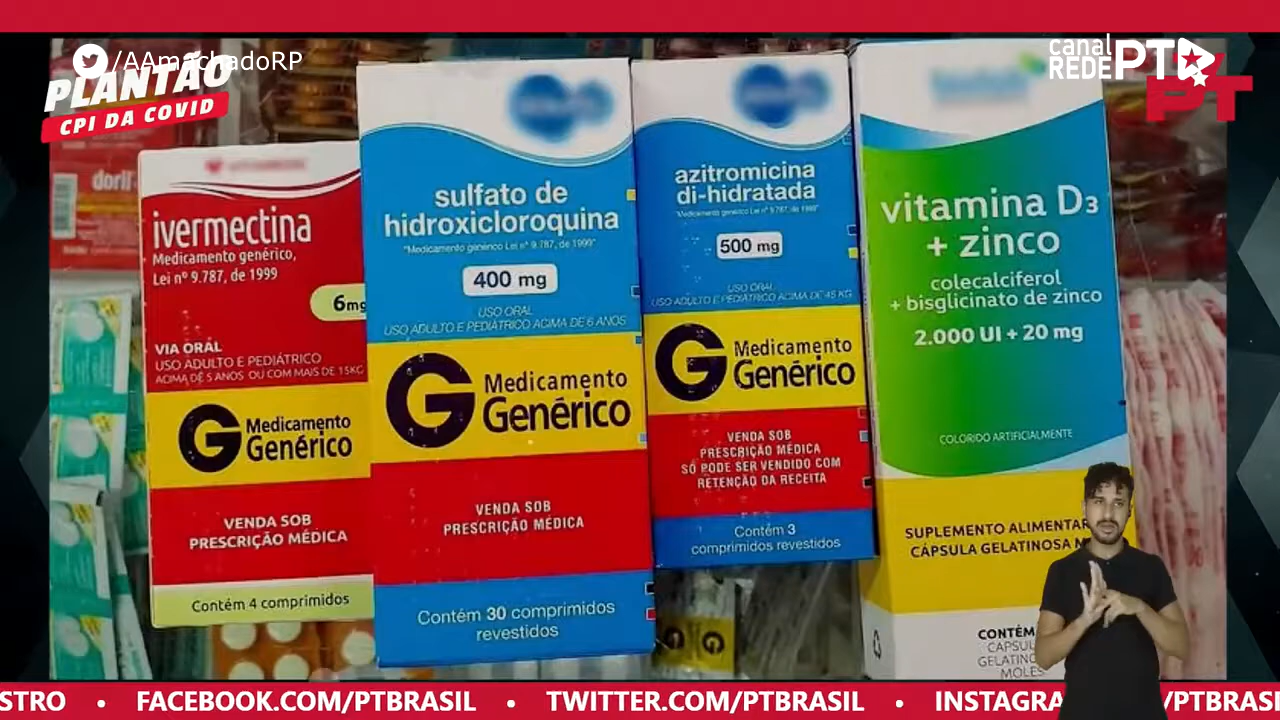 /AAmachadoRP
PLANTÃO
CPI DA COVID
canal
REDE PT
PT
doril
ivermectina
Medicamento genérico,
Lei nº 9.787, de 1999
6mg
VIA ORAL
USO ADULTO E PEDIÁTRICO
ACIMA DE 5 ANOS OU COM MAIS DE 15KG
G Medicamento
Genérico
VENDA SOB
PRESCRIÇÃO MÉDICA
Contém 4 comprimidos
sulfato de
hidroxicloroquina
"Medicamento genérico Lei nº 9.787, de 1999"
400 mg
USO ORAL
USO ADULTO E PEDIÁTRICO ACIMA DE 6 ANOS
G Medicamento
Genérico
VENDA SOB
PRESCRIÇÃO MÉDICA
Contém 30 comprimidos
revestidos
azitromicina
di-hidratada
"Medicamento genérico Lei nº 9.787, de 1999"
500 mg
USO ORAL
USO ADULTO E PEDIÁTRICO ACIMA DE 45 KG
G Medicamento
Genérico
VENDA SOB
PRESCRIÇÃO MÉDICA
SÓ PODE SER VENDIDO COM
RETENÇÃO DA RECEITA
Contém 3
comprimidos revestidos
vitamina D3
+ zinco
colecalciferol
+ bisglicinato de zinco
2.000 UI + 20 mg
COLORIDO ARTIFICIALMENTE
SUPLEMENTO ALIMENTAR
CÁPSULA GELATINOSA M
CONTÉM
CÁPSUL
GELATINO
MOLES
STRO • FACEBOOK.COM/PTBRASIL • TWITTER.COM/PTBRASIL • INSTAGRA /PTBRASI